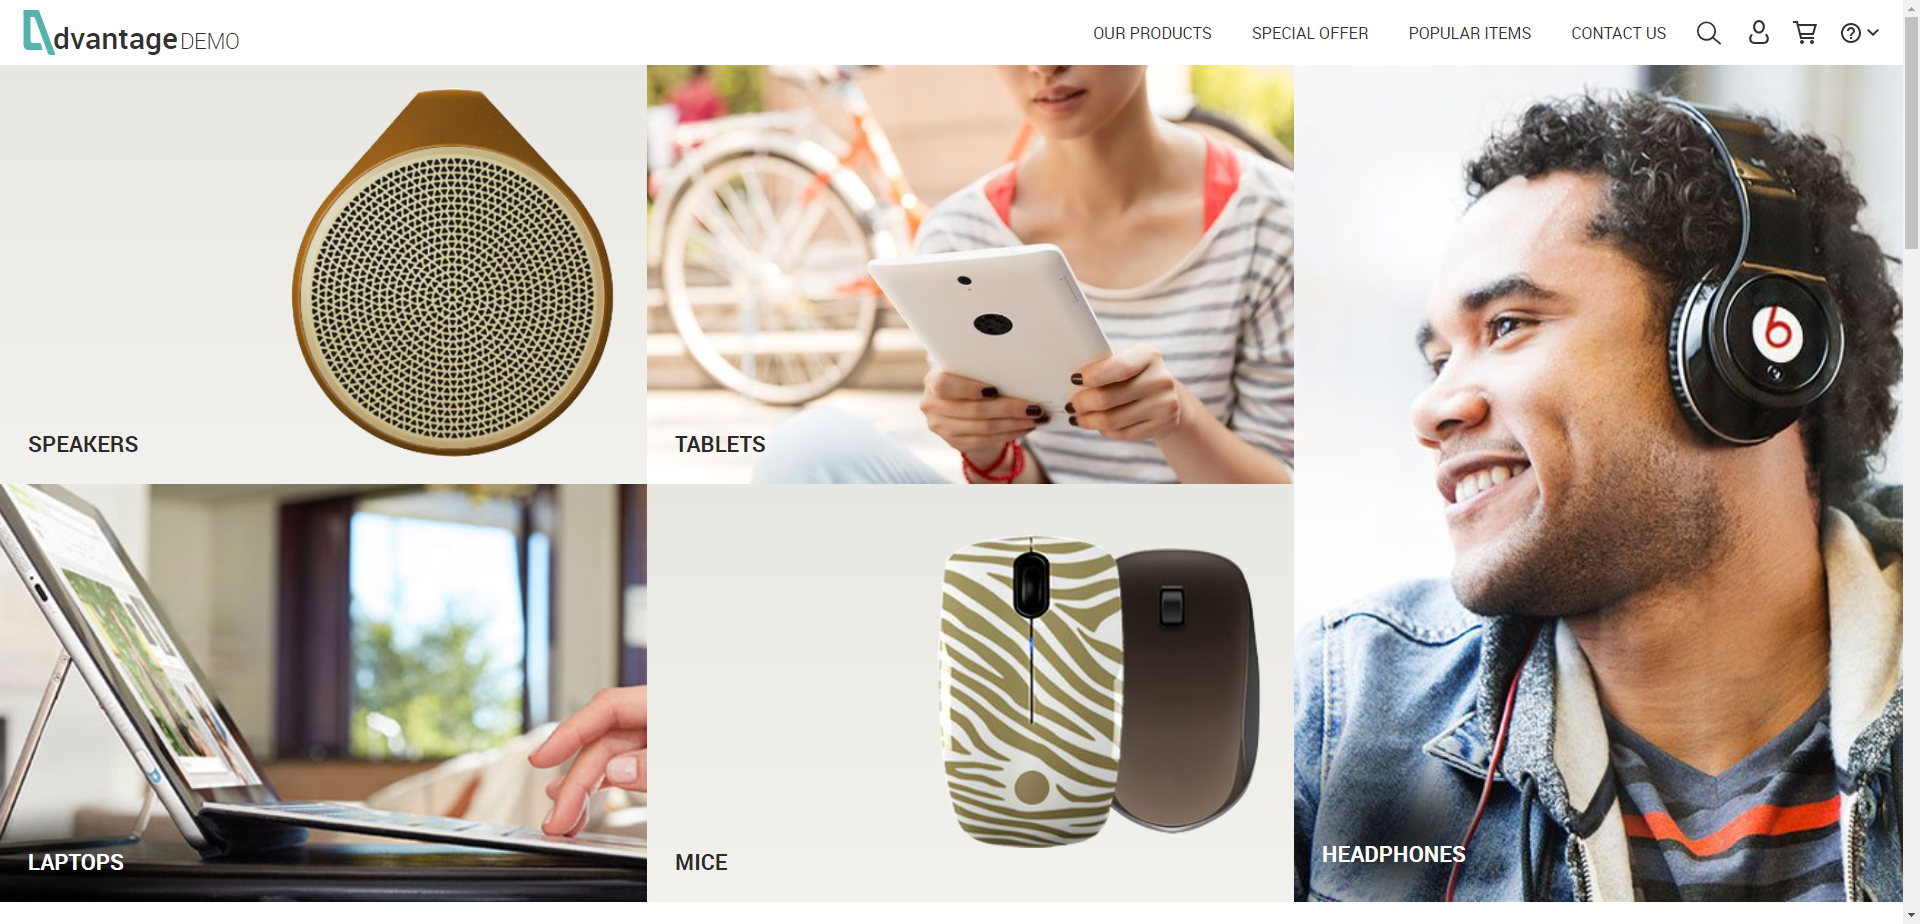 dvantage DEMO
OUR PRODUCTS
SPECIAL OFFER
POPULAR ITEMS
CONTACT US
SPEAKERS
TABLETS
LAPTOPS
MICE
HEADPHONES